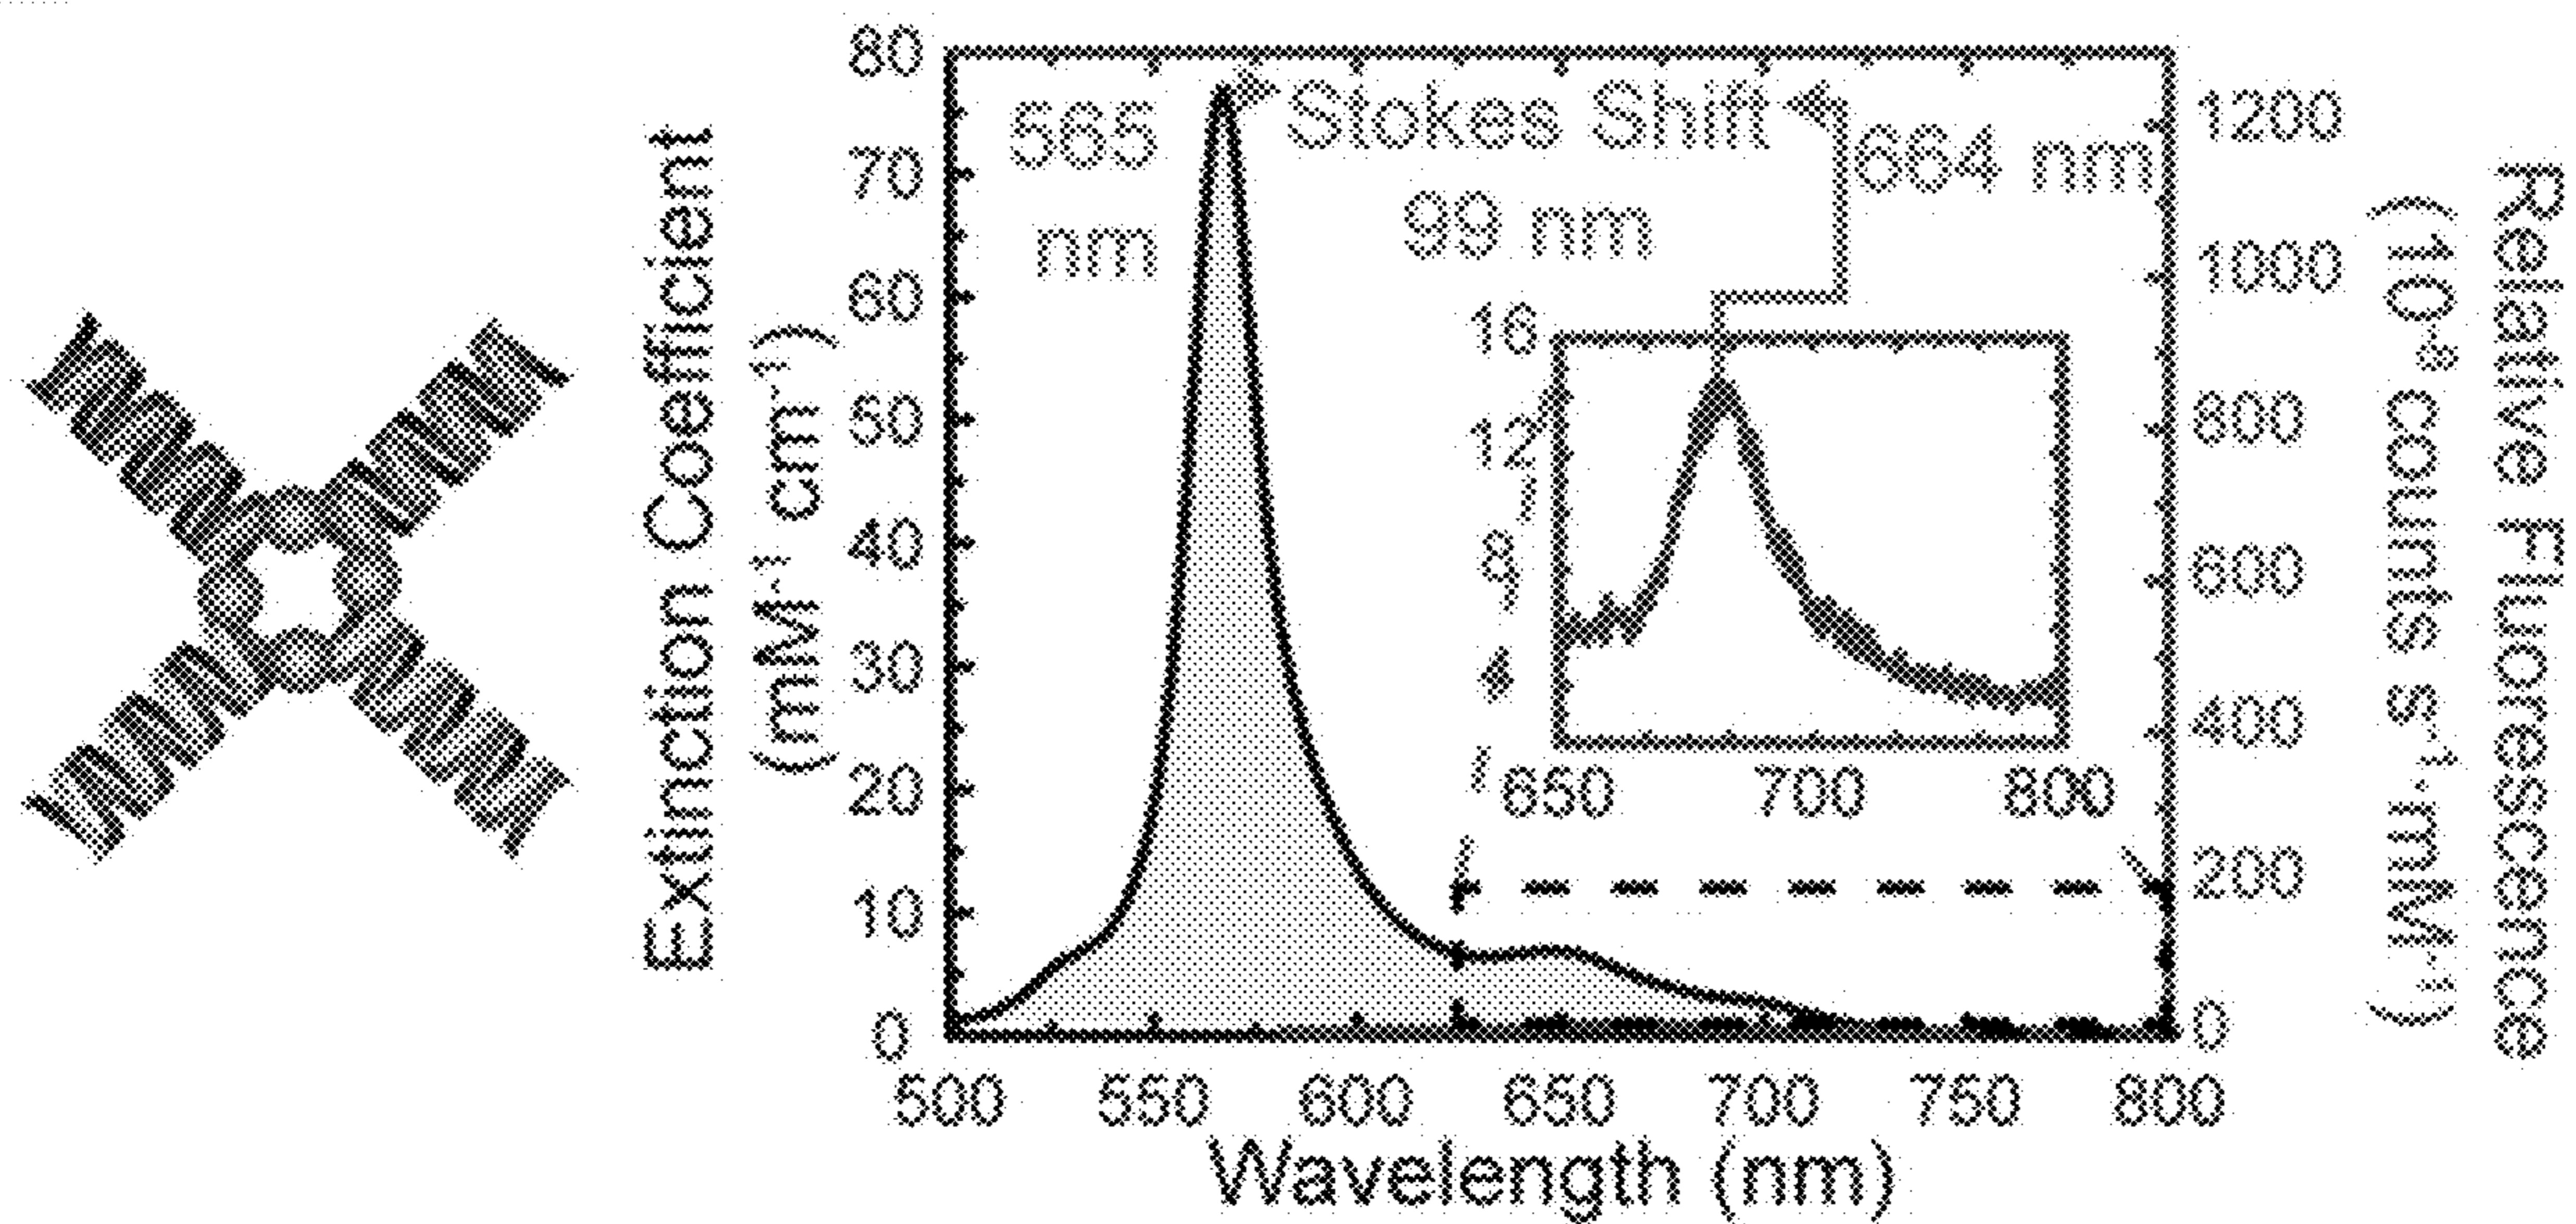 Extinction Coefficient
(mM-1 cm-1)
80
70
60
50
40
30
20
10
0
565
nm
Stokes Shift
99 nm
664 nm
16
12
8
4
650 700 800
1200
1000
800
600
400
200
0
Relative Fluorescence
(10-8 counts s-1 mM-1)
500 550 600 650 700 750 800
Wavelength (nm)